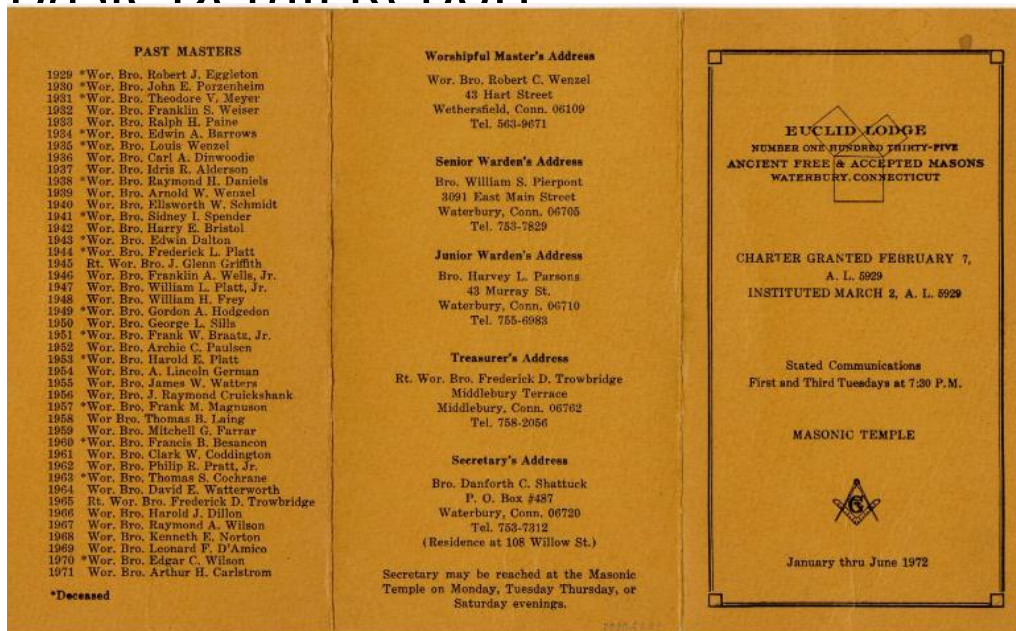 PAST MASTERS
1929 *Wor. Bro. Robert J. Eggleton
1930 *Wor. Bro. John E. Porzenheim
1931 *Wor. Bro. Theodore V. Meyer
1932 Wor. Bro. Franklin S. Weiser
1933 Wor. Bro. Ralph H. Paine
1934 *Wor. Bro. Edwin A. Barrows
1935 *Wor. Bro. Louis Wenzel
1936 Wor. Bro. Carl A. Dinwoodie
1937 Wor. Bro. Idris R. Alderson
1938 *Wor. Bro. Raymond H. Daniels
1939 Wor. Bro. Arnold W. Wenzel
1940 Wor. Bro. Ellsworth W. Schmidt
1941 *Wor. Bro. Sidney I. Spender
1942 Wor. Bro. Harry E. Bristol
1943 *Wor. Bro. Edwin Dalton
1944 *Wor. Bro. Frederick L. Platt
1945 Rt. Wor. Bro. J. Glenn Griffith
1946 Wor. Bro. Franklin A. Wells, Jr.
1947 Wor. Bro. William L. Platt, Jr.
1948 Wor. Bro. William H. Frey
1949 *Wor. Bro. Gordon A. Hodgedon
1950 Wor. Bro. George L. Sills
1951 *Wor. Bro. Frank W. Braatz, Jr.
1952 Wor. Bro. Archie C. Paulsen
1953 *Wor. Bro. Harold E. Platt
1954 Wor. Bro. A. Lincoln German
1955 Wor. Bro. James W. Watters
1956 Wor. Bro. J. Raymond Cruickshank
1957 *Wor. Bro, Frank M. Magnuson
1958 Wor Bro. Thomas B. Laing
1959 Wor. Bro. Mitchell G. Farrar
1960 *Wor. Bro. Francis B. Besancon
1961 Wor. Bro. Clark W. Coddington
1962 Wor. Bro. Philip R. Pratt, Jr.
1963 *Wor. Bro. Thomas S. Cochrane
1964 Wor. Bro. David E. Watterworth
1965 Rt. Wor. Bro. Frederick D. Trowbridge
1966 Wor. Bro. Harold J. Dillon
1967 Wor. Bro. Raymond A. Wilson
1968 Wor. Bro. Kenneth E. Norton
1969 Wor. Bro. Leonard F. D'Amico
1970 *Wor. Bro. Edgar C. Wilson
1971 Wor. Bro. Arthur H. Carlstrom
*Deceased
Worshipful Master's Address
Wor. Bro. Robert C. Wenzel
43 Hart Street
Wethersfield, Conn. 06109
Tel. 563-9671
Senior Warden's Address
Bro. William S. Pierpont
3091 East Main Street
Waterbury, Conn. 06705
Tel. 753-7829
Junior Warden's Address
Bro. Harvey L. Parsons
43 Murray St.
Waterbury, Conn. 06710
Tel. 755-6983
Treasurer's Address
Rt. Wor. Bro. Frederick D. Trowbridge
Middlebury Terrace
Middlebury, Conn. 06762
Tel. 758-2056
Secretary's Address
Bro. Danforth C. Shattuck
P. O. Box #487
Waterbury, Conn. 06720
Tel. 753-7312
(Residence at 108 Willow St.)
Secretary may be reached at the Masonic
Temple on Monday, Tuesday Thursday, or
Saturday evenings.
EUCLID LODGE
NUMBER ONE HUNDRED THIRTY-FIVE
ANCIENT FREE & ACCEPTED MASONS
WATERBURY, CONNECTICUT
CHARTER GRANTED FEBRUARY 7,
A. L. 5929
INSTITUTED MARCH 2, A. L. 5929
Stated Communications
First and Third Tuesdays at 7:30 P.M.
MASONIC TEMPLE
G
January thru June 1972